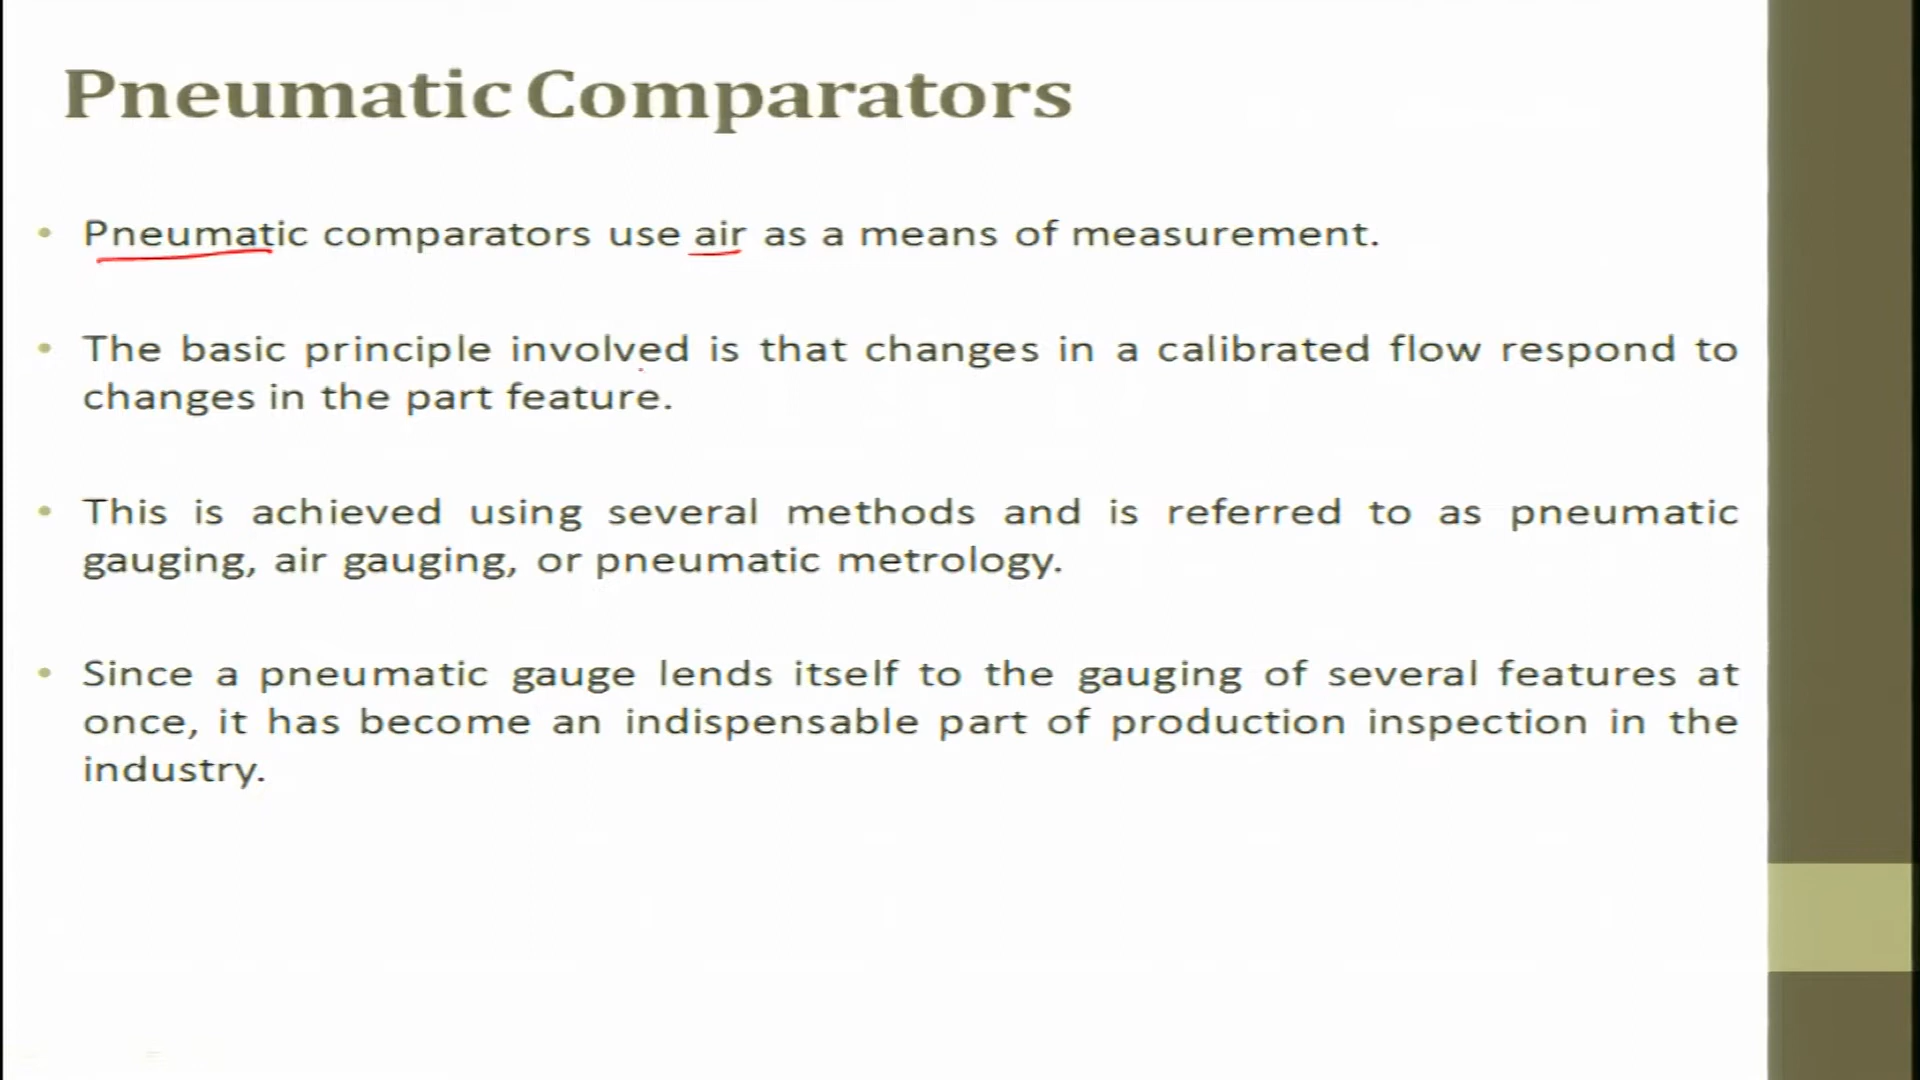 Pneumatic Comparators
• Pneumatic comparators use air as a means of measurement.
• The basic principle involved is that changes in a calibrated flow respond to
changes in the part feature.
• This is achieved using several methods and is referred to as pneumatic
gauging, air gauging, or pneumatic metrology.
• Since a pneumatic gauge lends itself to the gauging of several features at
once, it has become an indispensable part of production inspection in the
industry.